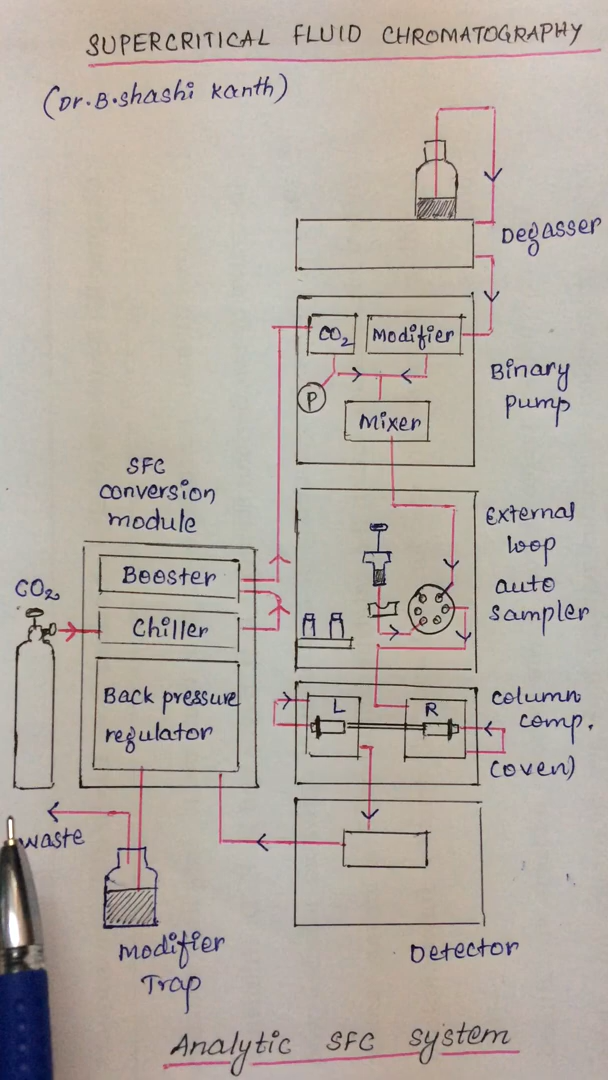 SUPERCRITICAL FLUID CHROMATOGRAPHY
(Dr.B.shashi kanth)
Degasser
CO2
Modifier
P
Mixer
Binary
pump
SFC
conversion
module
Booster
Chiller
Back pressure
regulator
CO2
External
loop
auto
sampler
L
R
column
comp.
(oven)
waste
Modifier
Trap
Detector
Analytic SFC system